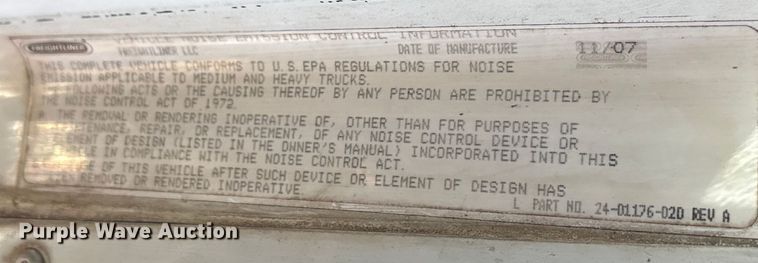 VEHICLE NOISE EMISSION CONTROL INFORMATION
FREIGHTLINER
FREIGHTLINER LLC DATE OF MANUFACTURE 11/07
THIS COMPLETE VEHICLE CONFORMS TO U.S.EPA REGULATIONS FOR NOISE
EMISSION APPLICABLE TO MEDIUM AND HEAVY TRUCKS.
FOLLOWING ACTS OR THE CAUSING THEREOF BY ANY PERSON ARE PROHIBITED BY
THE NOISE CONTROL ACT OF 1972.
THE REMOVAL OR RENDERING INOPERATIVE OF, OTHER THAN FOR PURPOSES OF
TENANCE, REPAIR, OR REPLACEMENT, OF ANY NOISE CONTROL DEVICE OR
EMENT OF DESIGN (LISTED IN THE OWNER'S MANUAL) INCORPORATED INTO THIS
LE IN COMPLIANCE WITH THE NOISE CONTROL ACT.
E OF THIS VEHICLE AFTER SUCH DEVICE OR ELEMENT OF DESIGN HAS
REMOVED OR RENDERED INOPERATIVE
L PART NO. 24-01176-020 REV A
Purple Wave Auction